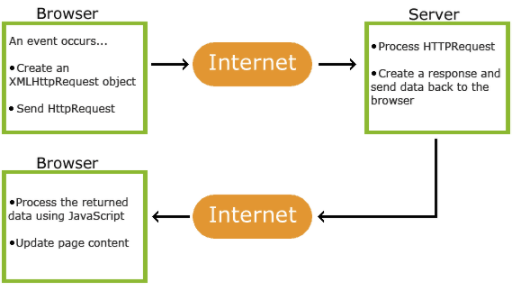 Browser
An event occurs...
•Create an
XMLHttpRequest object
•Send HttpRequest
Internet
Server
•Process HTTPRequest
•Create a response and
send data back to the
browser
Browser
•Process the returned
data using JavaScript
•Update page content
Internet